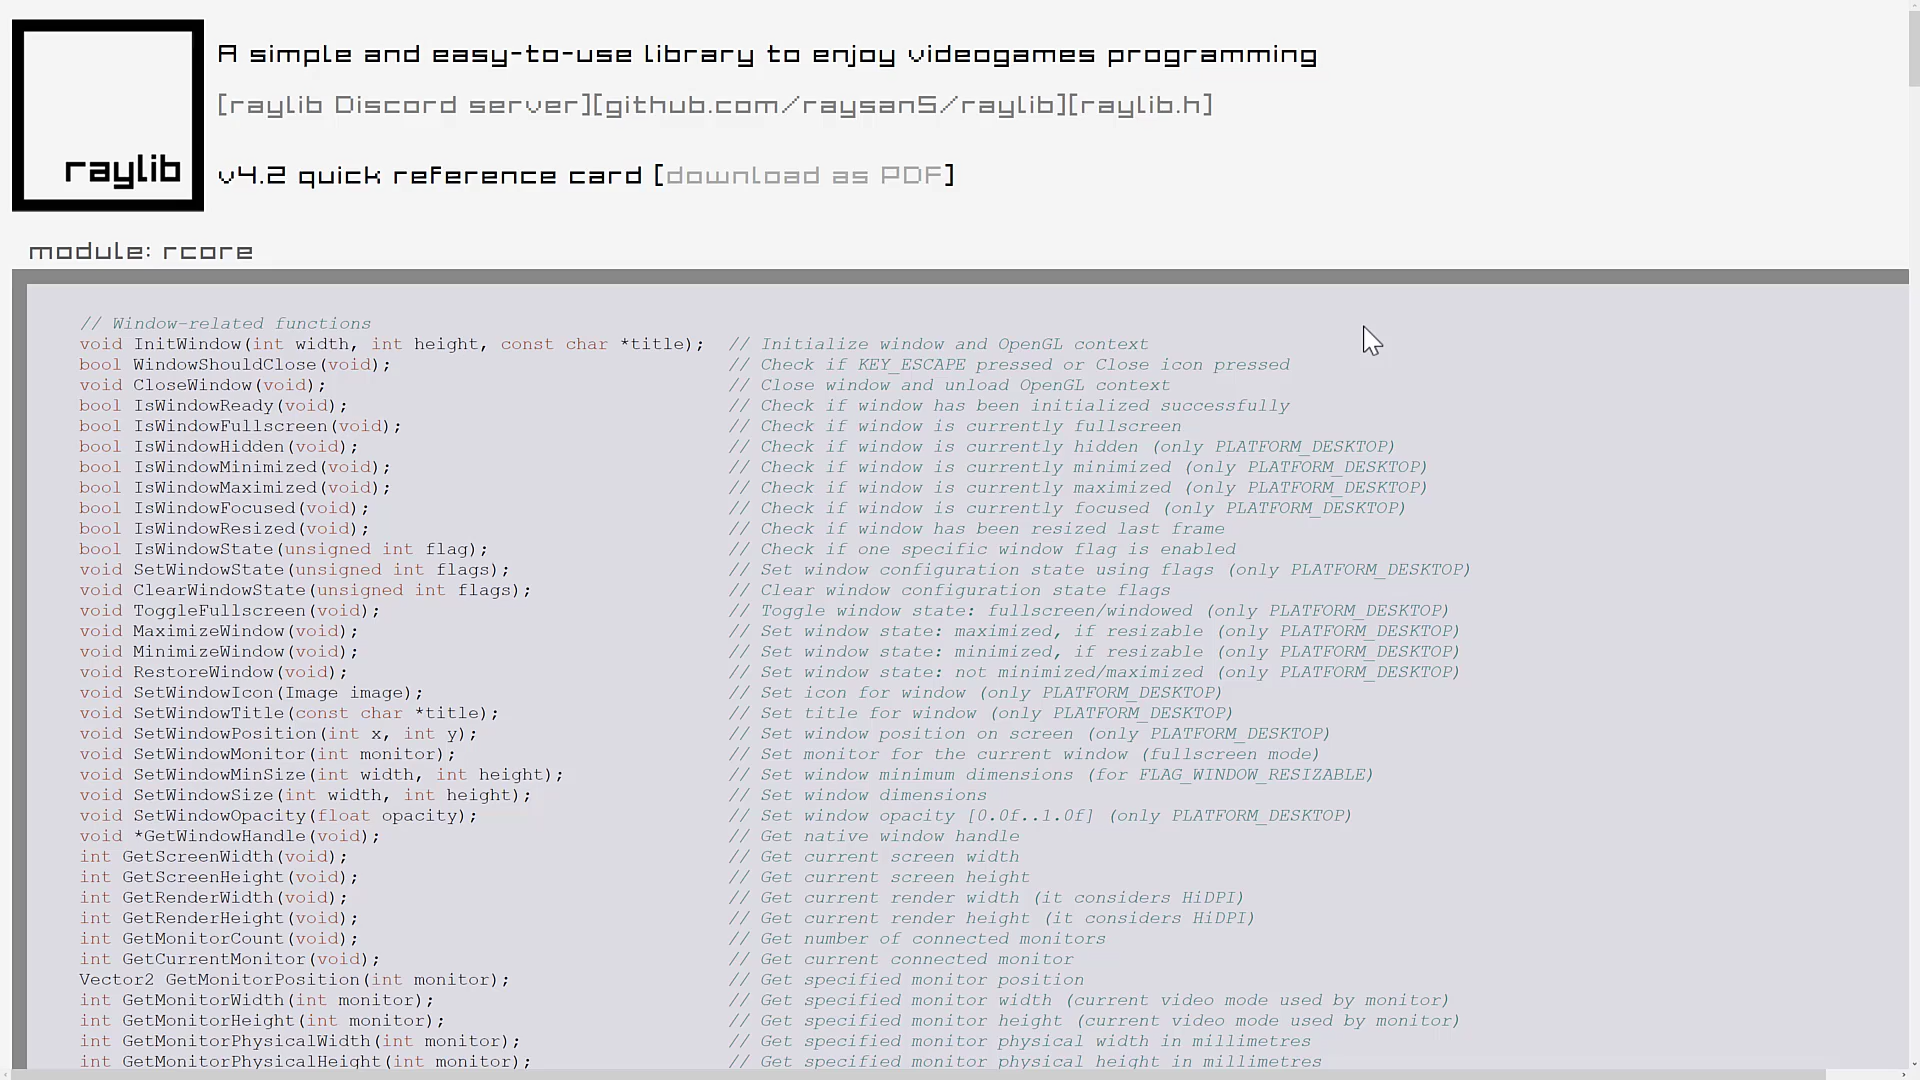 raylib
A simple and easy-to-use library to enjoy videogames programming
[raylib Discord server][github.com/raysan5/raylib][raylib.h]
v4.2 quick reference card [download as PDF]
module: rcore
// Window-related functions
void InitWindow(int width, int height, const char *title);  // Initialize window and OpenGL context
bool WindowShouldClose(void);  // Check if KEY_ESCAPE pressed or Close icon pressed
void CloseWindow(void);  // Close window and unload OpenGL context
bool IsWindowReady(void);  // Check if window has been initialized successfully
bool IsWindowFullscreen(void);  // Check if window is currently fullscreen
bool IsWindowHidden(void);  // Check if window is currently hidden (only PLATFORM_DESKTOP)
bool IsWindowMinimized(void);  // Check if window is currently minimized (only PLATFORM_DESKTOP)
bool IsWindowMaximized(void);  // Check if window is currently maximized (only PLATFORM_DESKTOP)
bool IsWindowFocused(void);  // Check if window is currently focused (only PLATFORM_DESKTOP)
bool IsWindowResized(void);  // Check if window has been resized last frame
bool IsWindowState(unsigned int flag);  // Check if one specific window flag is enabled
void SetWindowState(unsigned int flags);  // Set window configuration state using flags (only PLATFORM_DESKTOP)
void ClearWindowState(unsigned int flags);  // Clear window configuration state flags
void ToggleFullscreen(void);  // Toggle window state: fullscreen/windowed (only PLATFORM_DESKTOP)
void MaximizeWindow(void);  // Set window state: maximized, if resizable (only PLATFORM_DESKTOP)
void MinimizeWindow(void);  // Set window state: minimized, if resizable (only PLATFORM_DESKTOP)
void RestoreWindow(void);  // Set window state: not minimized/maximized (only PLATFORM_DESKTOP)
void SetWindowIcon(Image image);  // Set icon for window (only PLATFORM_DESKTOP)
void SetWindowTitle(const char *title);  // Set title for window (only PLATFORM_DESKTOP)
void SetWindowPosition(int x, int y);  // Set window position on screen (only PLATFORM_DESKTOP)
void SetWindowMonitor(int monitor);  // Set monitor for the current window (fullscreen mode)
void SetWindowMinSize(int width, int height);  // Set window minimum dimensions (for FLAG_WINDOW_RESIZABLE)
void SetWindowSize(int width, int height);  // Set window dimensions
void SetWindowOpacity(float opacity);  // Set window opacity [0.0f..1.0f] (only PLATFORM_DESKTOP)
void *GetWindowHandle(void);  // Get native window handle
int GetScreenWidth(void);  // Get current screen width
int GetScreenHeight(void);  // Get current screen height
int GetRenderWidth(void);  // Get current render width (it considers HiDPI)
int GetRenderHeight(void);  // Get current render height (it considers HiDPI)
int GetMonitorCount(void);  // Get number of connected monitors
int GetCurrentMonitor(void);  // Get current connected monitor
Vector2 GetMonitorPosition(int monitor);  // Get specified monitor position
int GetMonitorWidth(int monitor);  // Get specified monitor width (current video mode used by monitor)
int GetMonitorHeight(int monitor);  // Get specified monitor height (current video mode used by monitor)
int GetMonitorPhysicalWidth(int monitor);  // Get specified monitor physical width in millimetres
int GetMonitorPhysicalHeight(int monitor);  // Get specified monitor physical height in millimetres